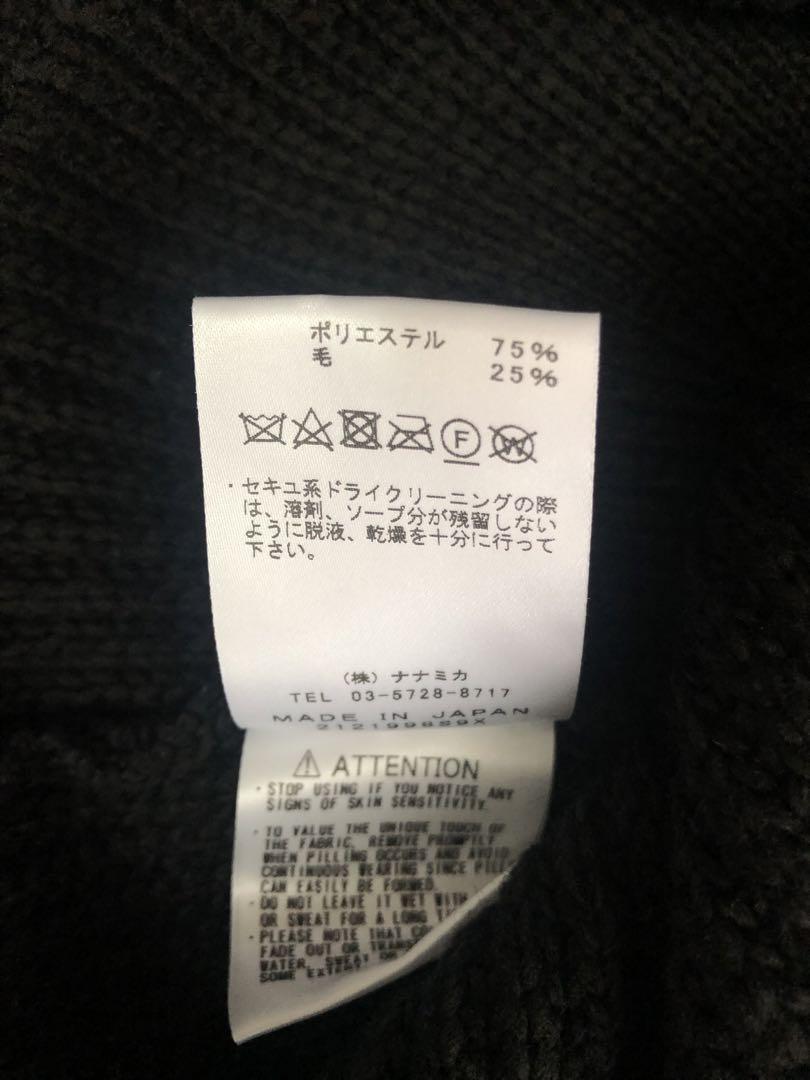 ポリエステル 75%
毛 25%
F W
・セキユ系ドライクリーニングの際
は、溶剤、ソープ分が残留しない
ように脱液、乾燥を十分に行って
下さい。
(株) ナナミカ
TEL 03-5728-8717
MADE IN JAPAN
ATTENTION
・STOP USING IF YOU NOTICE ANY
SIGNS OF SKIN SENSITIVITY.
・TO VALUE THE UNIQUE TOUCH OF
THE FABRIC, REMOVE PROMPTLY
WHEN PILLING OCCURS AND AVOID
CONTINUOUS WEARING SINCE PILLS
CAN EASILY BE FORMED.
・DO NOT LEAVE IT WET WITH
OR SWEAT FOR A LONG
・PLEASE NOTE THAT
FADE OUT OR
WATER, SWEAT OR
SOME